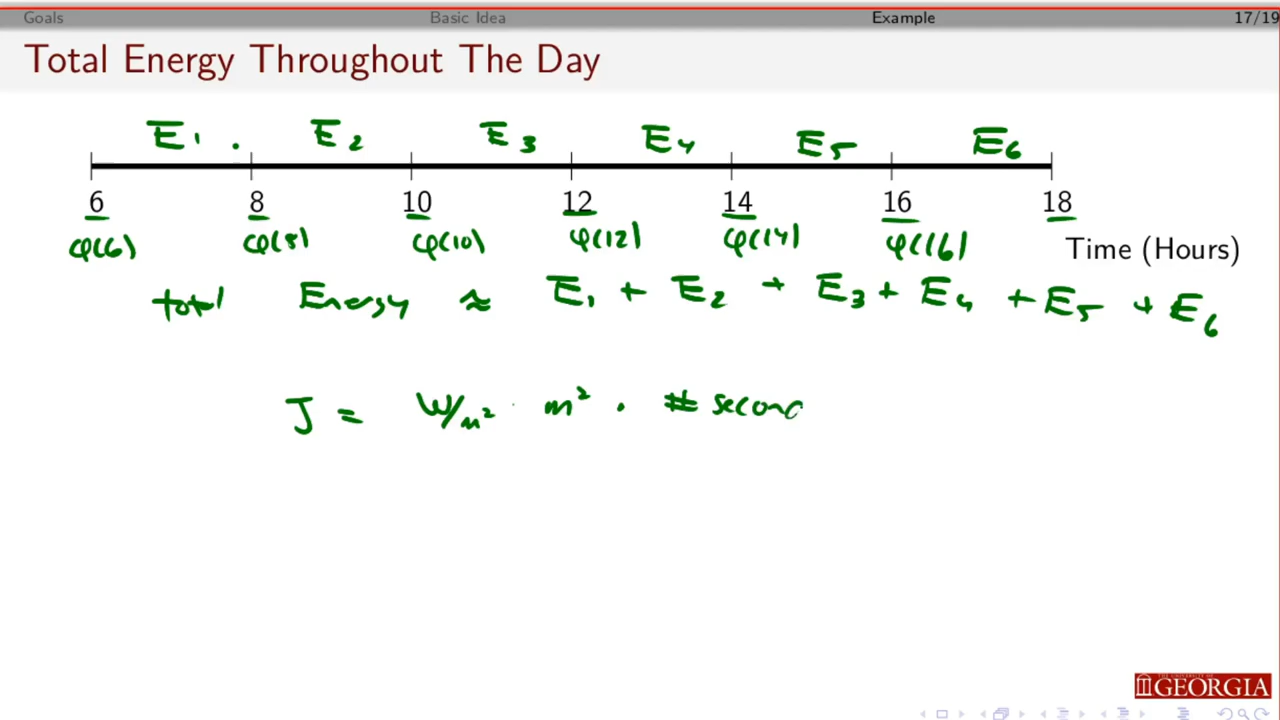 Goals Basic Idea Example 17/19
Total Energy Throughout The Day
E1 . E2 E3 E4 E5 E6
6 8 10 12 14 16 18
φ(6) φ(8) φ(10) φ(12) φ(14) φ(16) Time (Hours)
total Energy ≈ E1 + E2 + E3 + E4 + E5 + E6
J = W/m² · m² · # second
GEORGIA